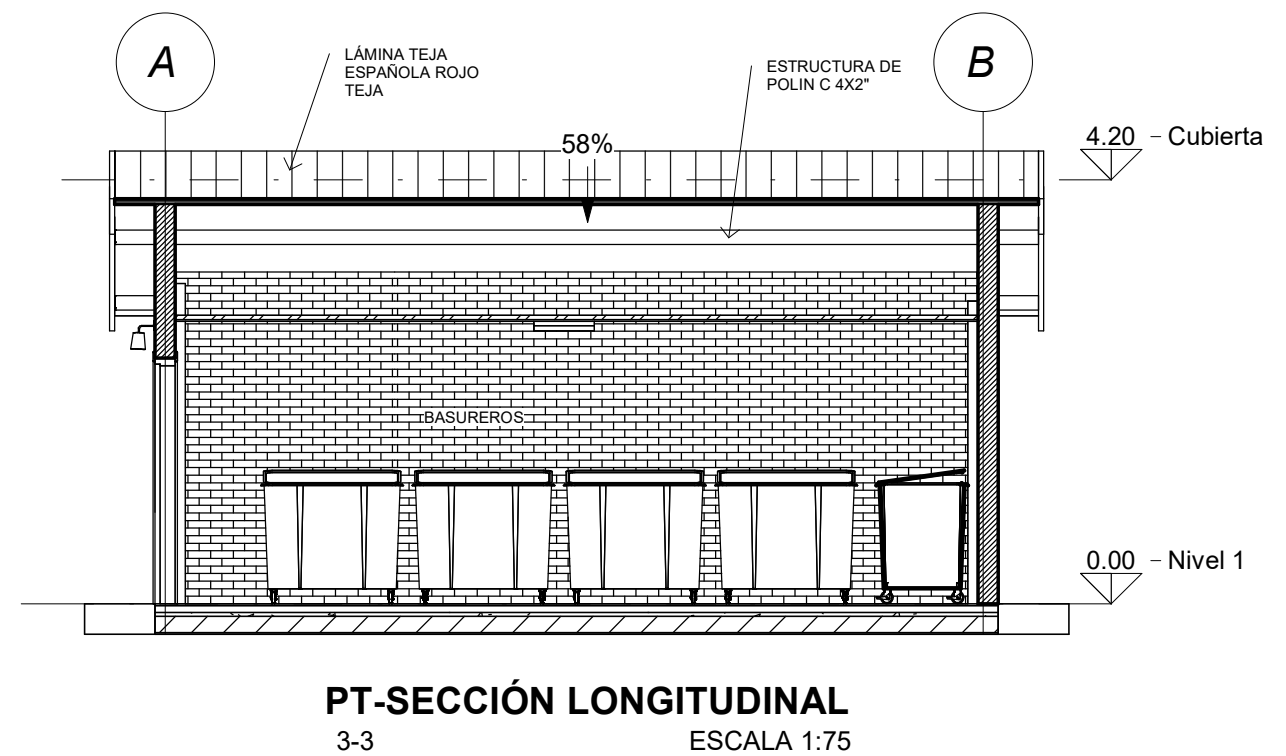 A
LÁMINA TEJA
ESPAÑOLA ROJO
TEJA
58%
ESTRUCTURA DE
POLIN C 4X2"
B
4.20 - Cubierta
BASUREROS
0.00 - Nivel 1
PT-SECCIÓN LONGITUDINAL
3-3 ESCALA 1:75